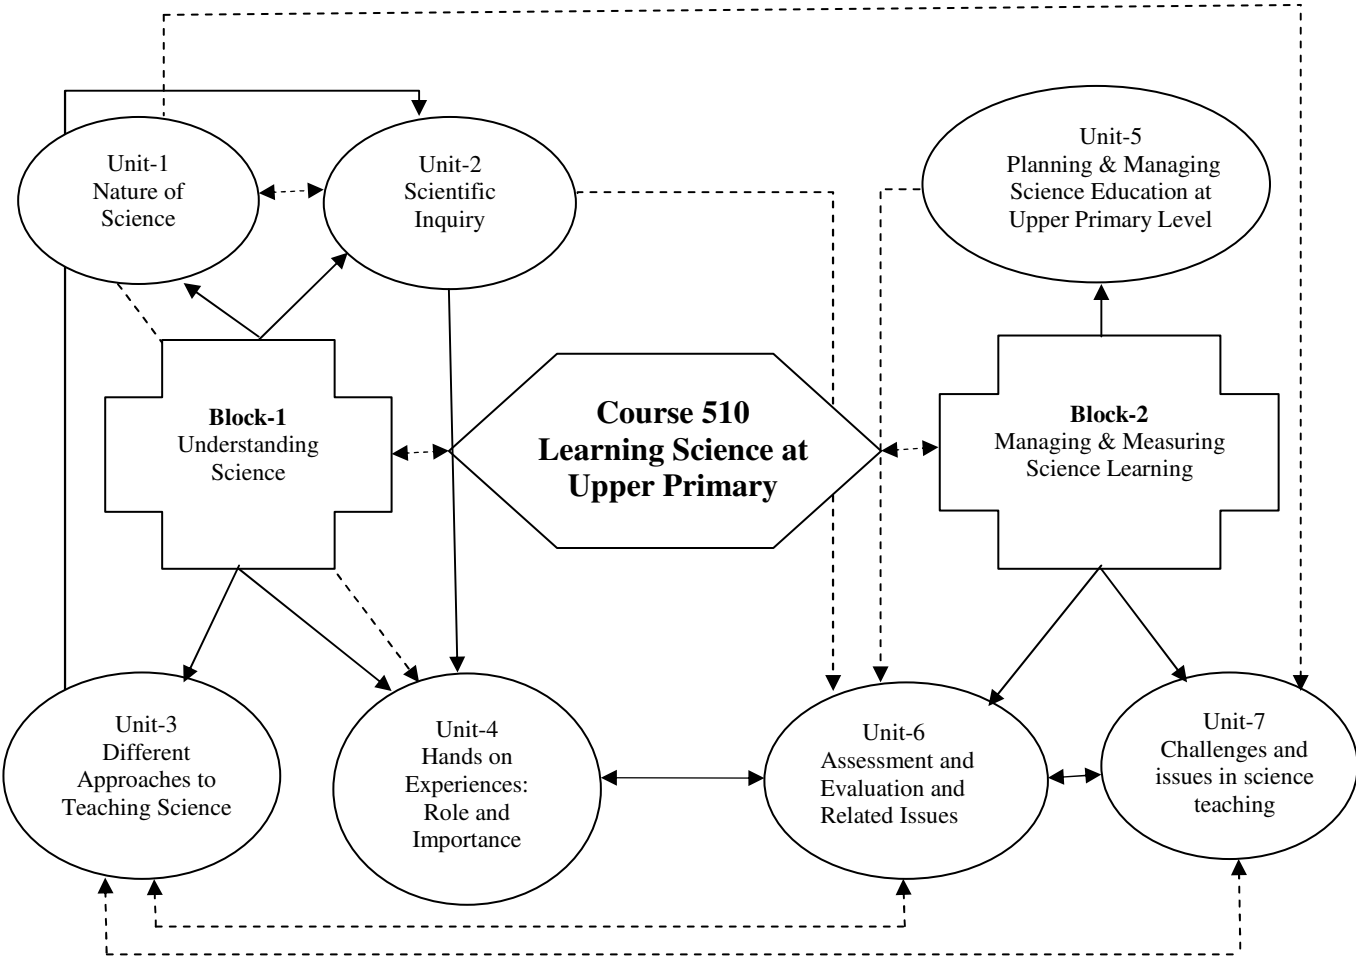 Unit-1
Nature of
Science
Unit-2
Scientific
Inquiry
Unit-5
Planning & Managing
Science Education at
Upper Primary Level
Block-1
Understanding
Science
Course 510
Learning Science at
Upper Primary
Block-2
Managing & Measuring
Science Learning
Unit-3
Different
Approaches to
Teaching Science
Unit-4
Hands on
Experiences:
Role and
Importance
Unit-6
Assessment and
Evaluation and
Related Issues
Unit-7
Challenges and
issues in science
teaching